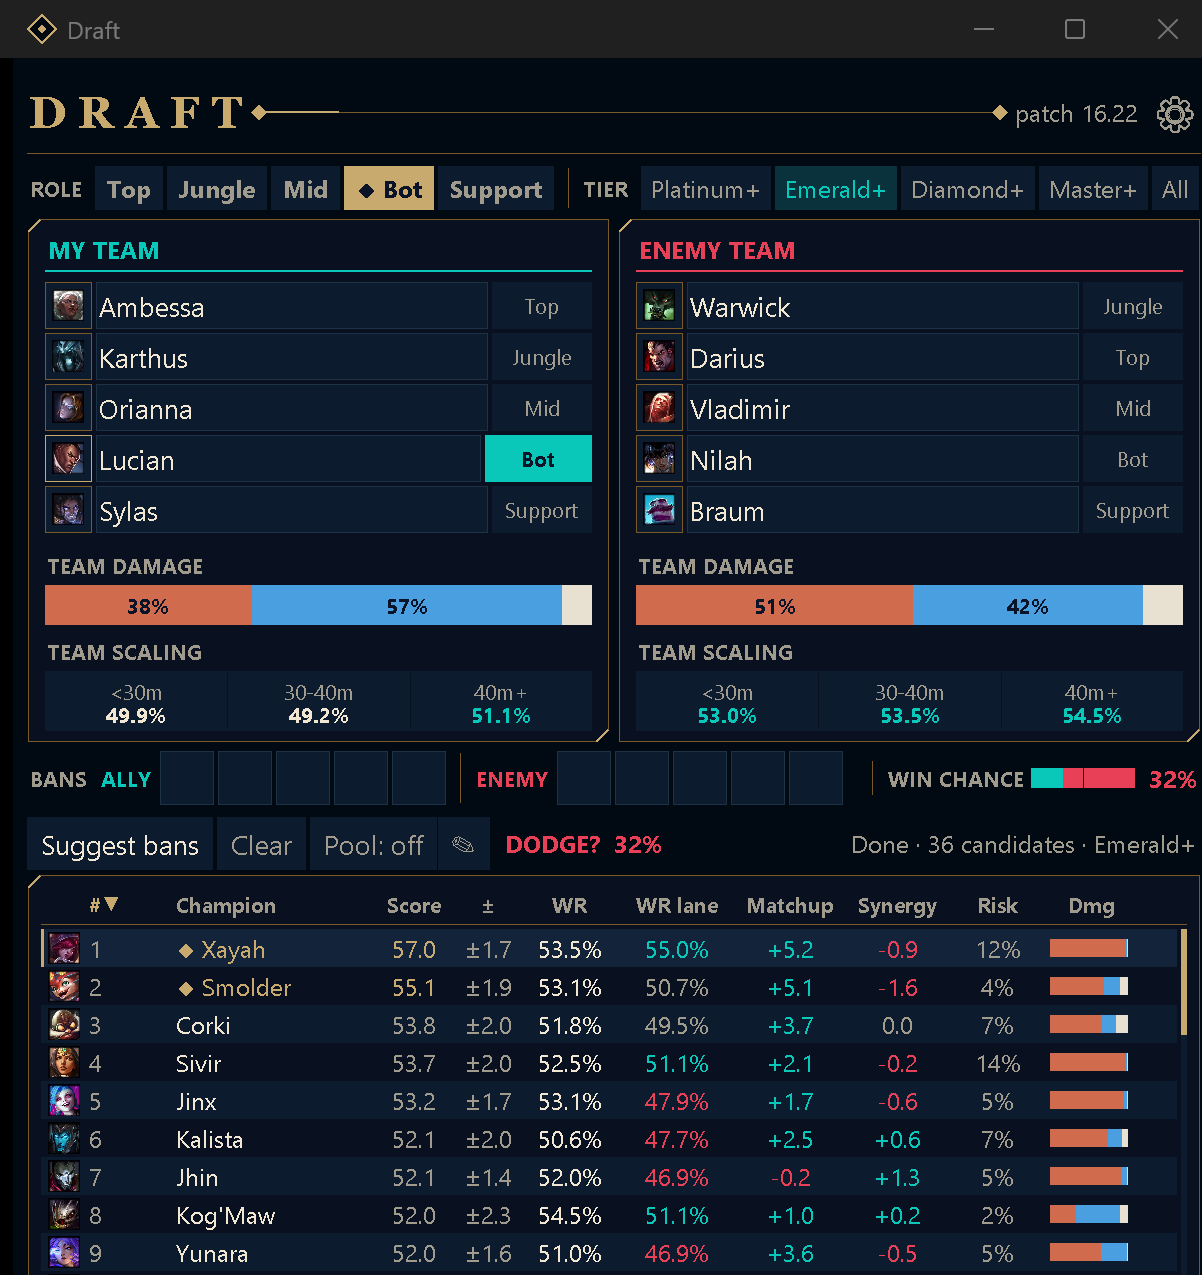 Draft
DRAFT patch 16.22
ROLE Top Jungle Mid ◆ Bot Support TIER Platinum+ Emerald+ Diamond+ Master+ All
MY TEAM
Ambessa Top
Karthus Jungle
Orianna Mid
Lucian Bot
Sylas Support
TEAM DAMAGE
38% 57%
TEAM SCALING
<30m 30-40m 40m+
49.9% 49.2% 51.1%
ENEMY TEAM
Warwick Jungle
Darius Top
Vladimir Mid
Nilah Bot
Braum Support
TEAM DAMAGE
51% 42%
TEAM SCALING
<30m 30-40m 40m+
53.0% 53.5% 54.5%
BANS ALLY ENEMY WIN CHANCE 32%
Suggest bans Clear Pool: off ✎ DODGE? 32% Done · 36 candidates · Emerald+
#▼ Champion Score ± WR WR lane Matchup Synergy Risk Dmg
1 ◆ Xayah 57.0 ±1.7 53.5% 55.0% +5.2 -0.9 12%
2 ◆ Smolder 55.1 ±1.9 53.1% 50.7% +5.1 -1.6 4%
3 Corki 53.8 ±2.0 51.8% 49.5% +3.7 0.0 7%
4 Sivir 53.7 ±2.0 52.5% 51.1% +2.1 -0.2 14%
5 Jinx 53.2 ±1.7 53.1% 47.9% +1.7 -0.6 5%
6 Kalista 52.1 ±2.0 50.6% 47.7% +2.5 +0.6 7%
7 Jhin 52.1 ±1.4 52.0% 46.9% -0.2 +1.3 5%
8 Kog'Maw 52.0 ±2.3 54.5% 51.1% +1.0 +0.2 2%
9 Yunara 52.0 ±1.6 51.0% 46.9% +3.6 -0.5 5%